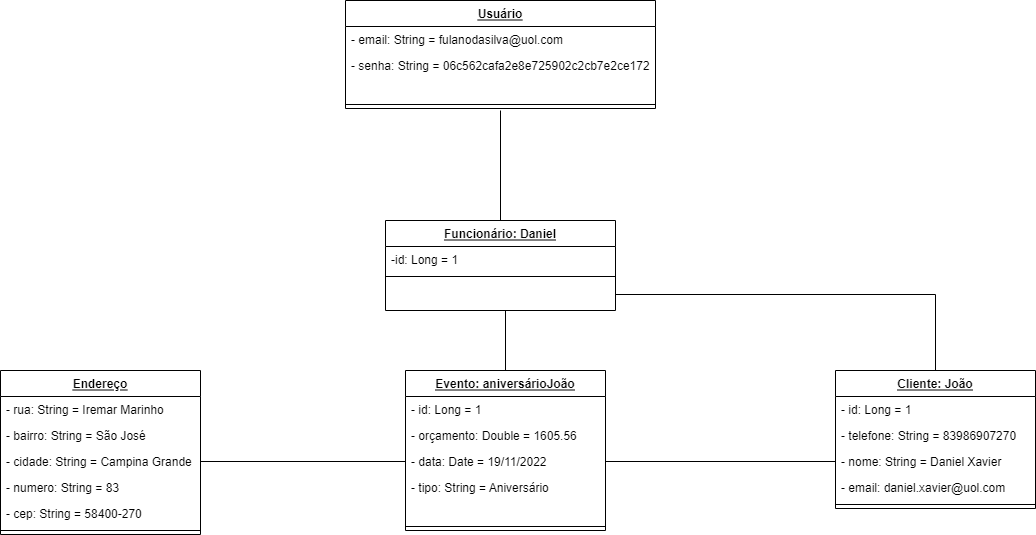 Usuário
- email: String = fulanodasilva@uol.com
- senha: String = 06c562cafa2e8e725902c2cb7e2ce172
Funcionário: Daniel
-id: Long = 1
Endereço
- rua: String = Iremar Marinho
- bairro: String = São José
- cidade: String = Campina Grande
- numero: String = 83
- cep: String = 58400-270
Evento: aniversárioJoão
- id: Long = 1
- orçamento: Double = 1605.56
- data: Date = 19/11/2022
- tipo: String = Aniversário
Cliente: João
- id: Long = 1
- telefone: String = 83986907270
- nome: String = Daniel Xavier
- email: daniel.xavier@uol.com